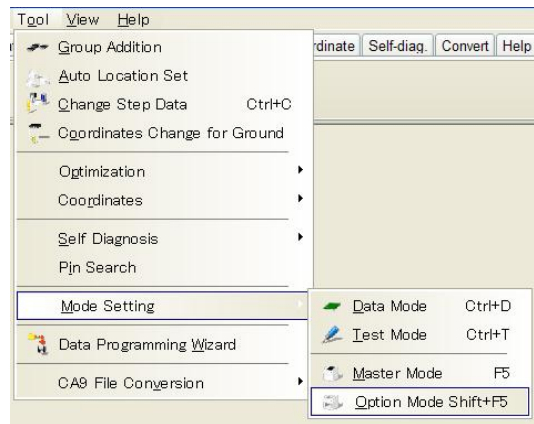 Tool View Help
rdinate Self-diag. Convert Help
Group Addition
Auto Location Set
Change Step Data Ctrl+C
Coordinates Change for Ground
Optimization
Coordinates
Self Diagnosis
Pin Search
Mode Setting
Data Programming Wizard
CA9 File Conversion
Data Mode Ctrl+D
Test Mode Ctrl+T
Master Mode F5
Option Mode Shift+F5